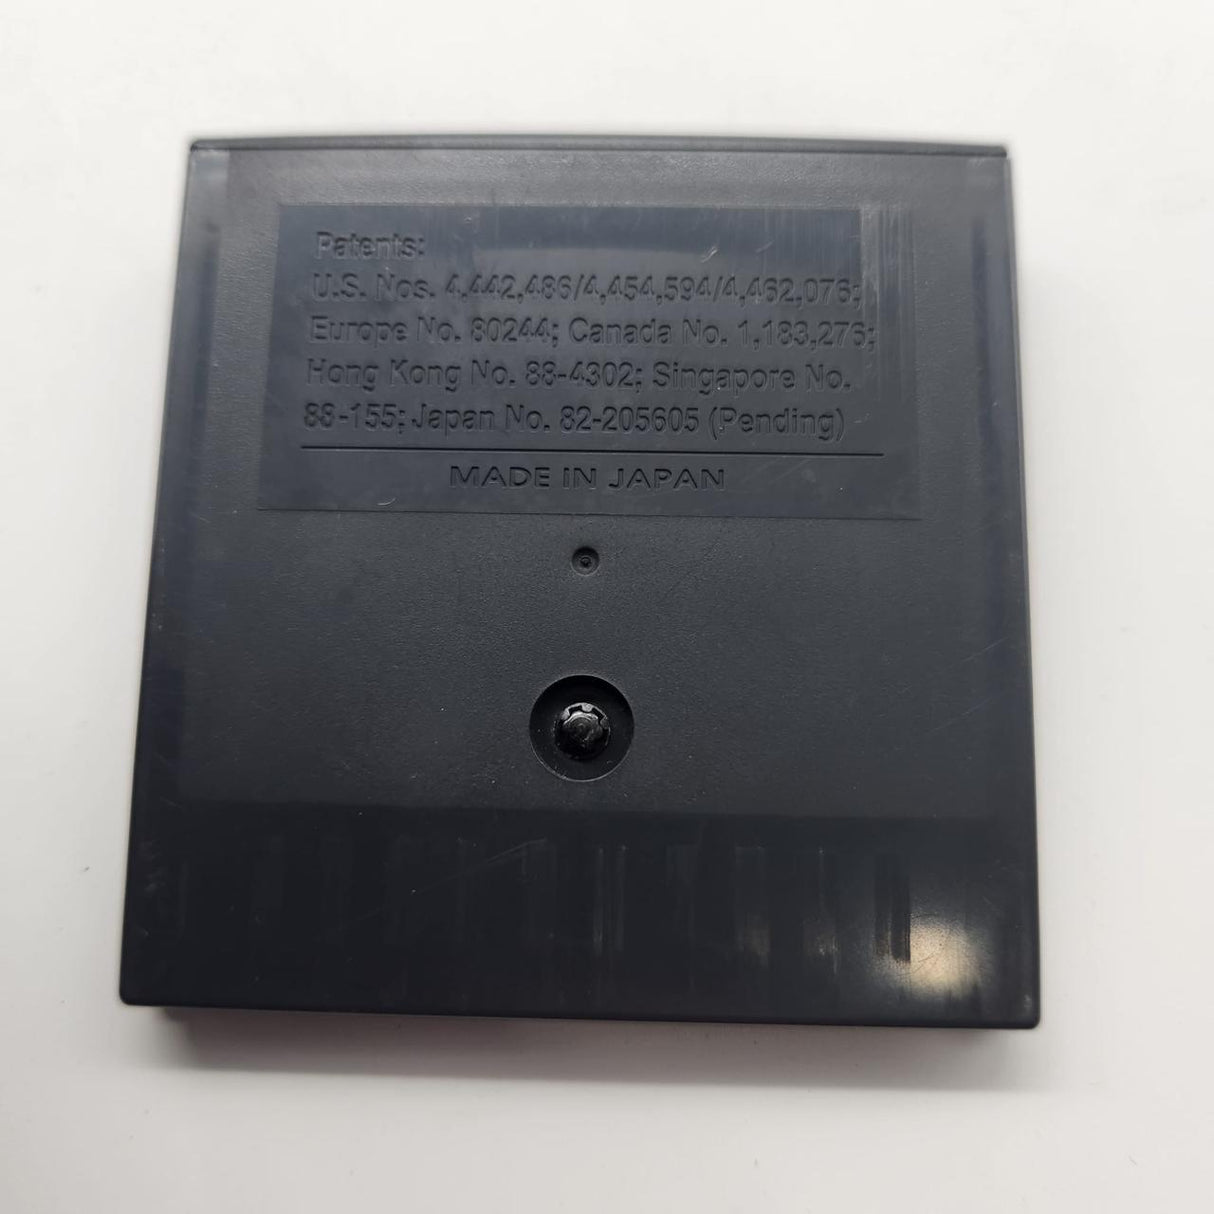 Patents:
U.S. Nos. 4,442,486/4,454,594/4,462,076;
Europe No. 80244; Canada No. 1,183,276;
Hong Kong No. 88-4302; Singapore No.
88-155; Japan No. 82-205605 (Pending)
MADE IN JAPAN